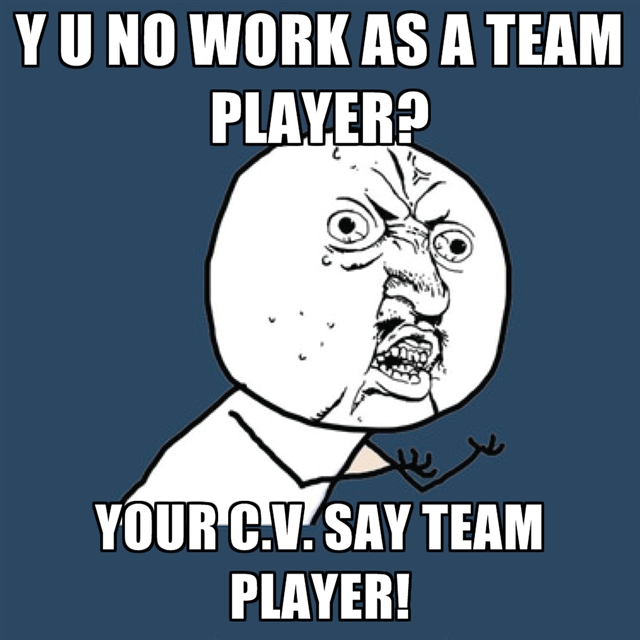 Y U NO WORK AS A TEAM
PLAYER?
YOUR C.V. SAY TEAM
PLAYER!